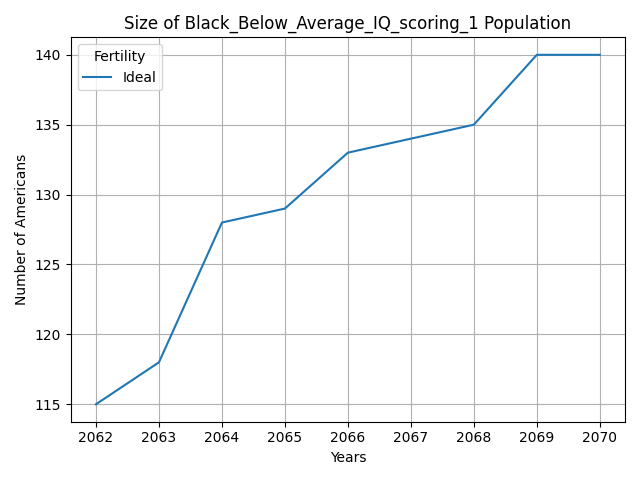 Size of Black_Below_Average_IQ_scoring_1 Population
Fertility
Ideal
140
135
130
125
120
115
Number of Americans
2062 2063 2064 2065 2066 2067 2068 2069 2070
Years